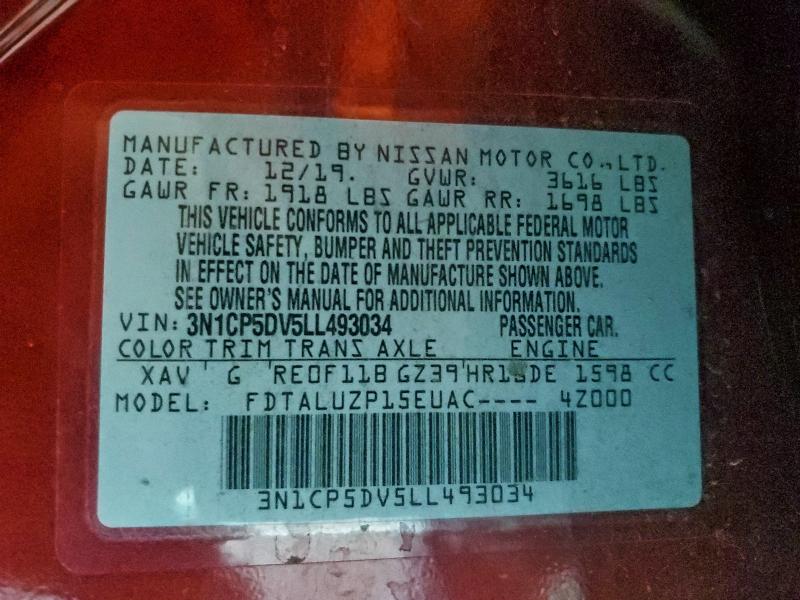 MANUFACTURED BY NISSAN MOTOR CO.,LTD.
DATE: 12/19. GVWR: 3616 LBS
GAWR FR: 1918 LBS GAWR RR: 1698 LBS
THIS VEHICLE CONFORMS TO ALL APPLICABLE FEDERAL MOTOR
VEHICLE SAFETY, BUMPER AND THEFT PREVENTION STANDARDS
IN EFFECT ON THE DATE OF MANUFACTURE SHOWN ABOVE.
SEE OWNER'S MANUAL FOR ADDITIONAL INFORMATION.
VIN: 3N1CP5DV5LL493034 PASSENGER CAR.
COLOR TRIM TRANS AXLE ENGINE
XAV G RE0F11B GZ39 HR16DE 1598 CC
MODEL: FDTALUZP15EUAC---- 4Z000
3N1CP5DV5LL493034